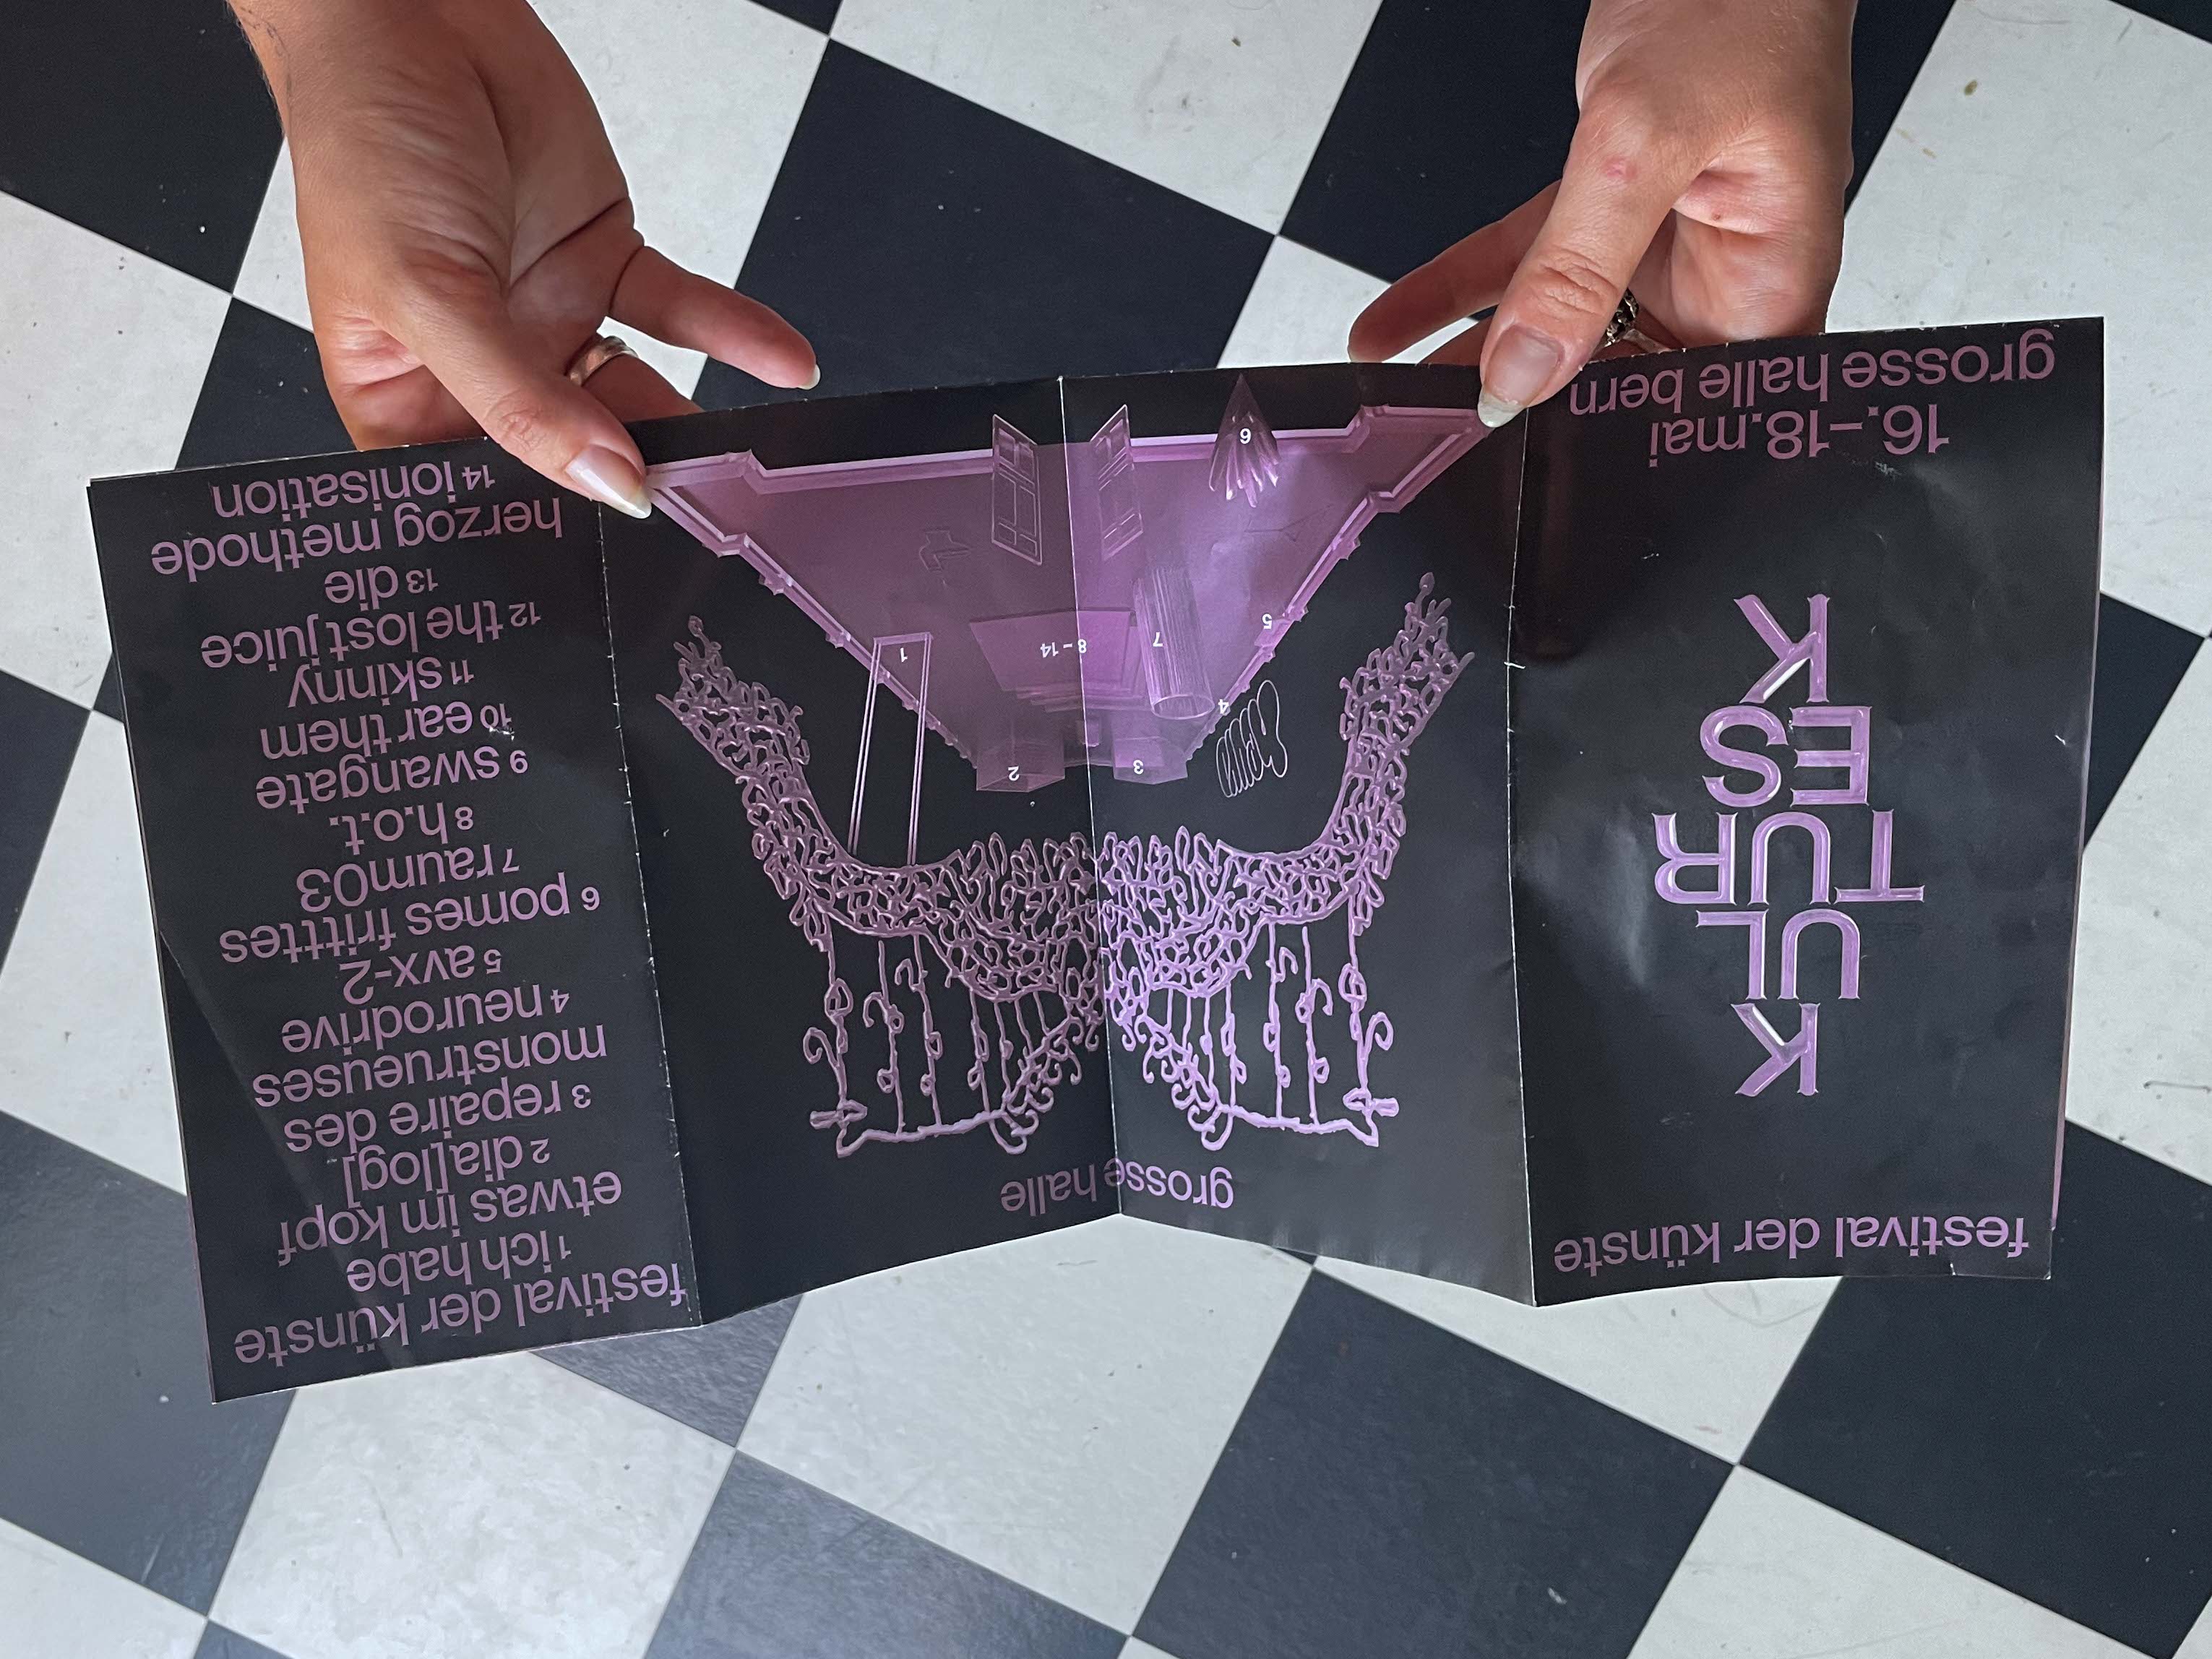 festival der künste
K
UL
TUR
ES
K
16.–18.mai
grosse halle bern
grosse halle
3
2
4
7
8–14
1
5
6
festival der künste
1 ich habe
etwas im kopf
2 dia[log]
3 repaire des
monstrueuses
4 neurodrive
5 avx-2
6 pomes fritttes
7 raum03
8 h.o.t.
9 swangate
10 ear them
11 skinny
12 the lost juice
13 die
herzog methode
14 ionisation